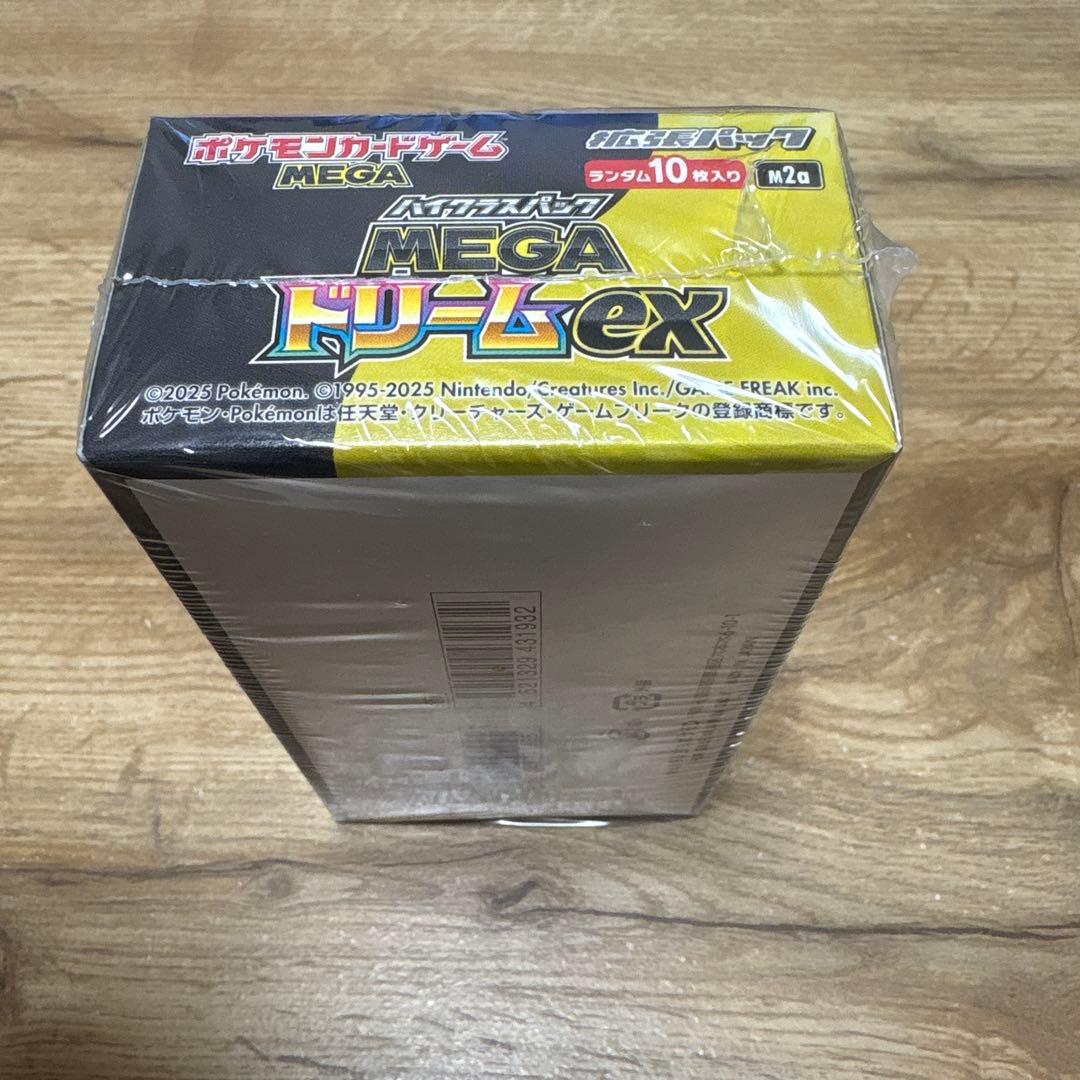 ポケモンカードゲーム
MEGA
拡張パック
ランダム10枚入り
M2a
ハイクラスパック
MEGA
ドリームex
©2025 Pokémon. ©1995-2025 Nintendo/Creatures Inc./GAME FREAK inc.
ポケモン・Pokémonは任天堂・クリーチャーズ・ゲームフリークの登録商標です。
4 521329 431932